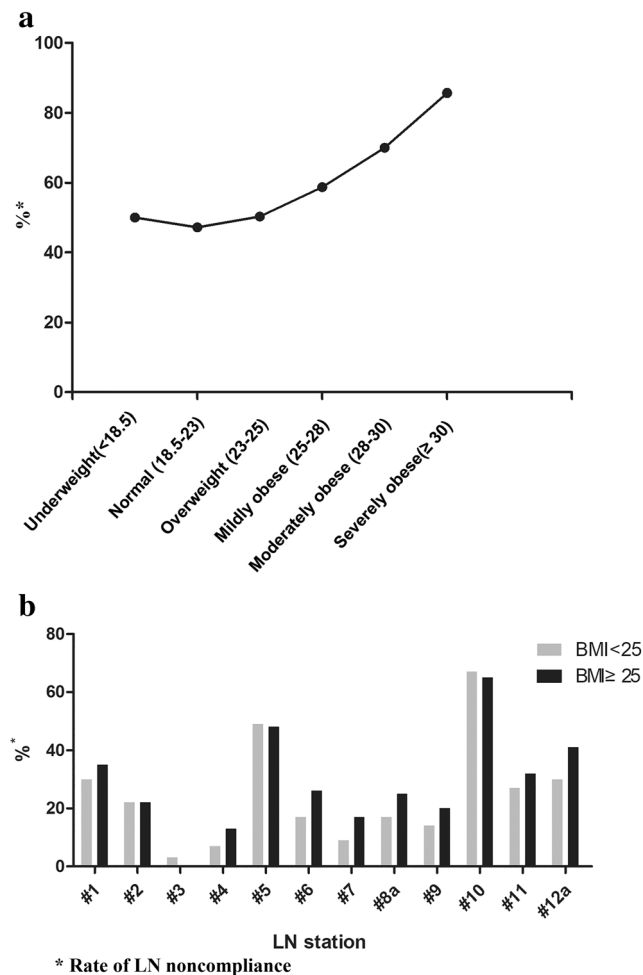 a
100
80
60
40
20
0
%*
Underweight(<18.5)
Normal (18.5-23)
Overweight (23-25)
Mildly obese (25-28)
Moderately obese (28-30)
Severely obese(≥ 30)
b
80
60
40
20
0
%*
BMI<25
BMI≥ 25
#1
#2
#3
#4
#5
#6
#7
#8a
#9
#10
#11
#12a
LN station
* Rate of LN noncompliance